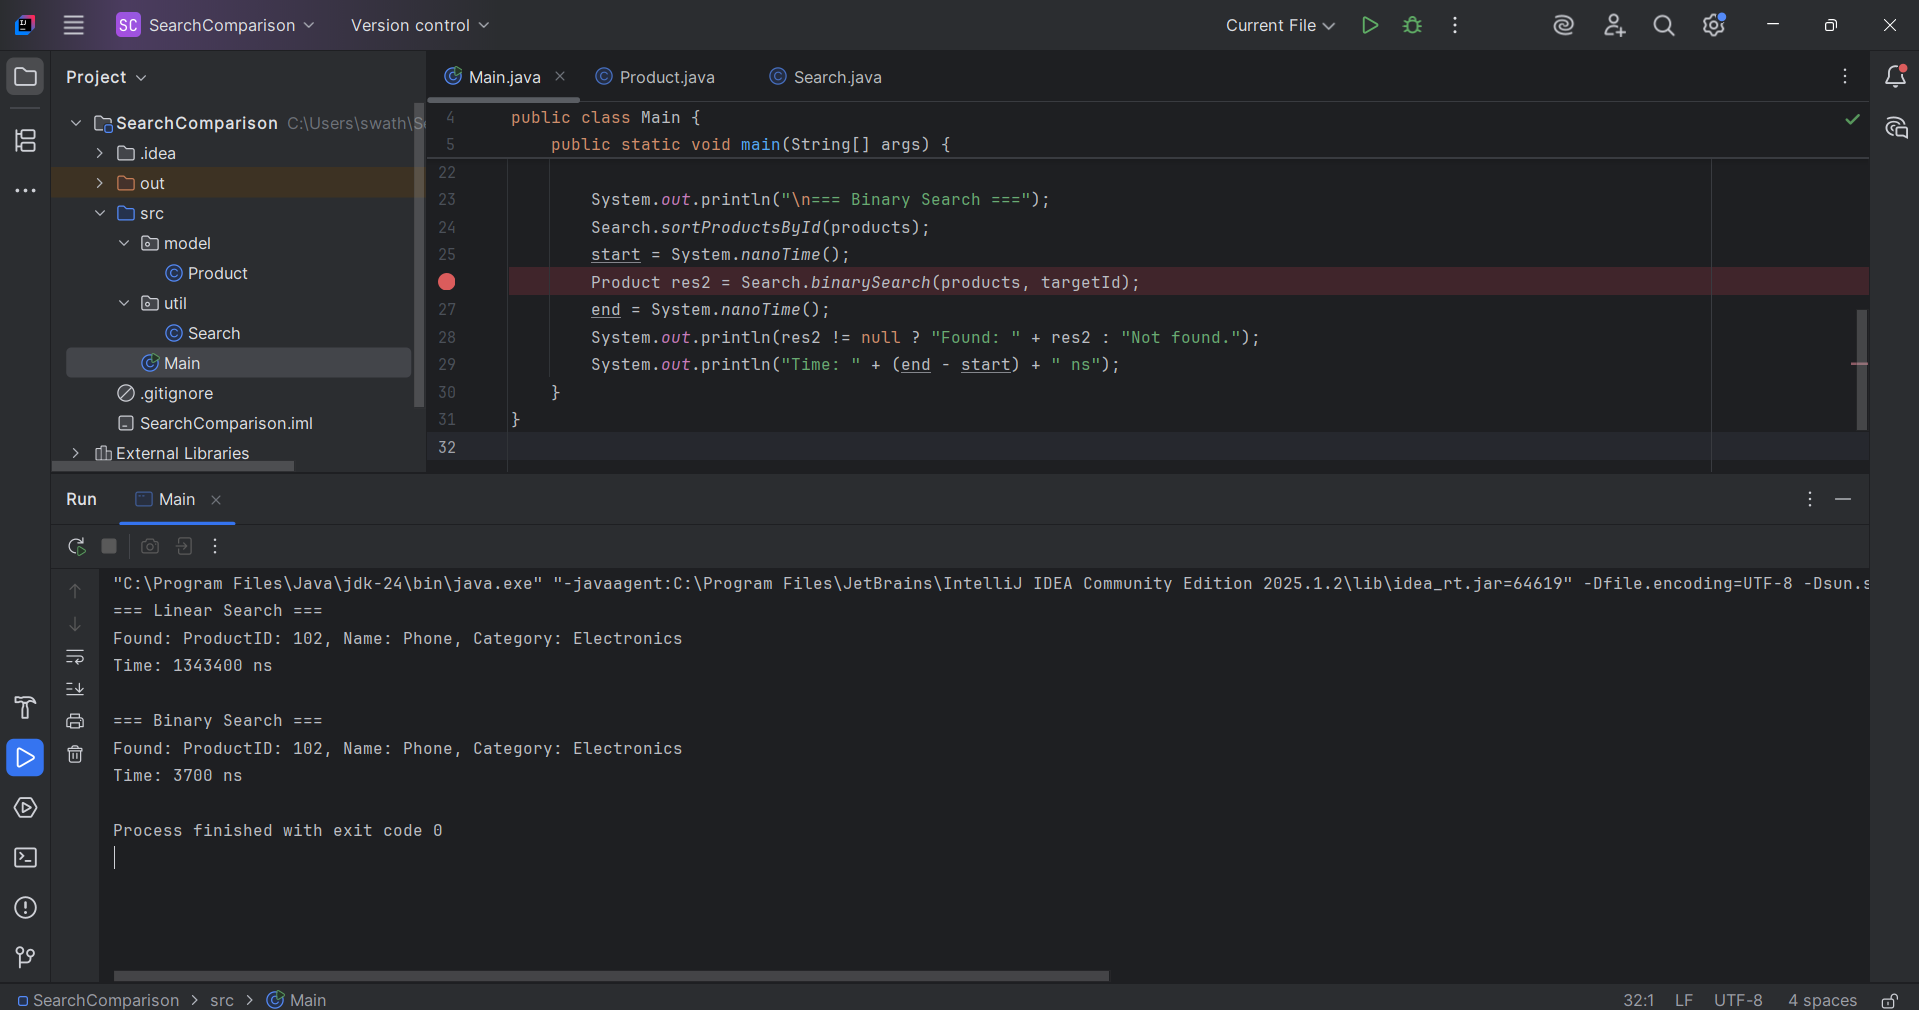 SC SearchComparison Version control Current File
Project
Main.java Product.java Search.java
SearchComparison C:\Users\swath\S
.idea
out
src
model
Product
util
Search
Main
.gitignore
SearchComparison.iml
External Libraries
4 public class Main {
5 public static void main(String[] args) {
22
23 System.out.println("\n=== Binary Search ===");
24 Search.sortProductsById(products);
25 start = System.nanoTime();
Product res2 = Search.binarySearch(products, targetId);
27 end = System.nanoTime();
28 System.out.println(res2 != null ? "Found: " + res2 : "Not found.");
29 System.out.println("Time: " + (end - start) + " ns");
30 }
31 }
32
Run Main
"C:\Program Files\Java\jdk-24\bin\java.exe" "-javaagent:C:\Program Files\JetBrains\IntelliJ IDEA Community Edition 2025.1.2\lib\idea_rt.jar=64619" -Dfile.encoding=UTF-8 -Dsun.s
=== Linear Search ===
Found: ProductID: 102, Name: Phone, Category: Electronics
Time: 1343400 ns
=== Binary Search ===
Found: ProductID: 102, Name: Phone, Category: Electronics
Time: 3700 ns
Process finished with exit code 0
SearchComparison > src > Main 32:1 LF UTF-8 4 spaces